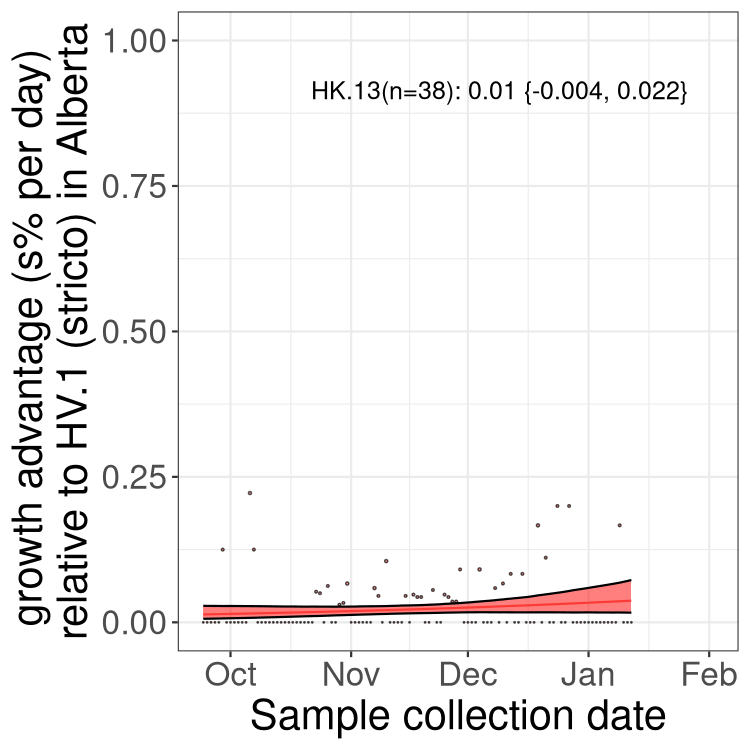 growth advantage (s% per day)
relative to HV.1 (stricto) in Alberta
1.00
HK.13(n=38): 0.01 {-0.004, 0.022}
0.75
0.50
0.25
0.00
Oct Nov Dec Jan Feb
Sample collection date